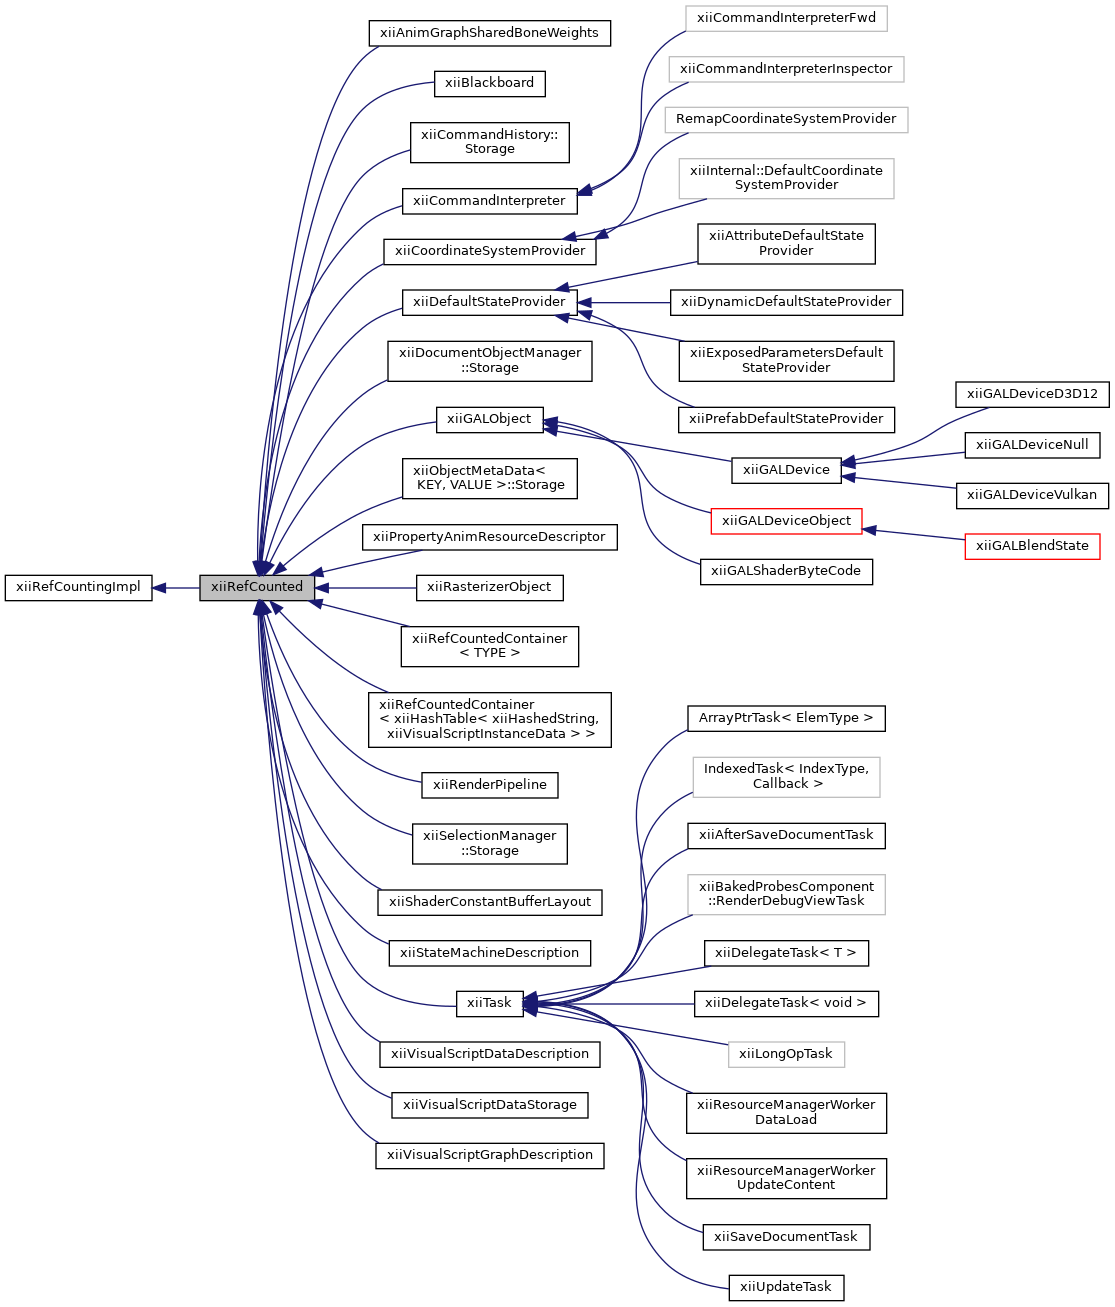 xiiRefCountingImpl
xiiRefCounted
xiiAnimGraphSharedBoneWeights
xiiBlackboard
xiiCommandHistory::
Storage
xiiCommandInterpreter
xiiCoordinateSystemProvider
xiiDefaultStateProvider
xiiDocumentObjectManager
::Storage
xiiGALObject
xiiObjectMetaData<
KEY, VALUE >::Storage
xiiPropertyAnimResourceDescriptor
xiiRasterizerObject
xiiRefCountedContainer
< TYPE >
xiiRefCountedContainer
< xiiHashTable< xiiHashedString,
xiiVisualScriptInstanceData > >
xiiRenderPipeline
xiiSelectionManager
::Storage
xiiShaderConstantBufferLayout
xiiStateMachineDescription
xiiTask
xiiVisualScriptDataDescription
xiiVisualScriptDataStorage
xiiVisualScriptGraphDescription
xiiCommandInterpreterFwd
xiiCommandInterpreterInspector
RemapCoordinateSystemProvider
xiiInternal::DefaultCoordinate
SystemProvider
xiiAttributeDefaultState
Provider
xiiDynamicDefaultStateProvider
xiiExposedParametersDefault
StateProvider
xiiPrefabDefaultStateProvider
xiiGALDevice
xiiGALDeviceObject
xiiGALShaderByteCode
xiiGALDeviceD3D12
xiiGALDeviceNull
xiiGALDeviceVulkan
xiiGALBlendState
ArrayPtrTask< ElemType >
IndexedTask< IndexType,
Callback >
xiiAfterSaveDocumentTask
xiiBakedProbesComponent
::RenderDebugViewTask
xiiDelegateTask< T >
xiiDelegateTask< void >
xiiLongOpTask
xiiResourceManagerWorker
DataLoad
xiiResourceManagerWorker
UpdateContent
xiiSaveDocumentTask
xiiUpdateTask